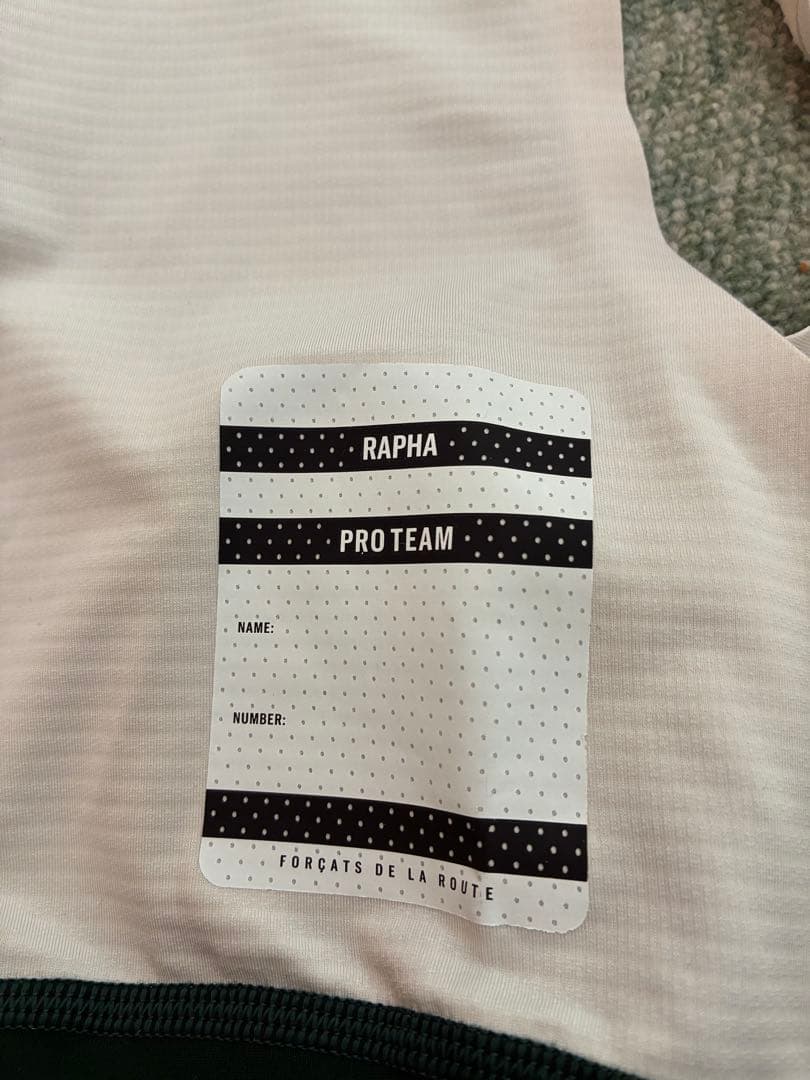 RAPHA
PRO TEAM
NAME:
NUMBER:
FORÇATS DE LA ROUTE